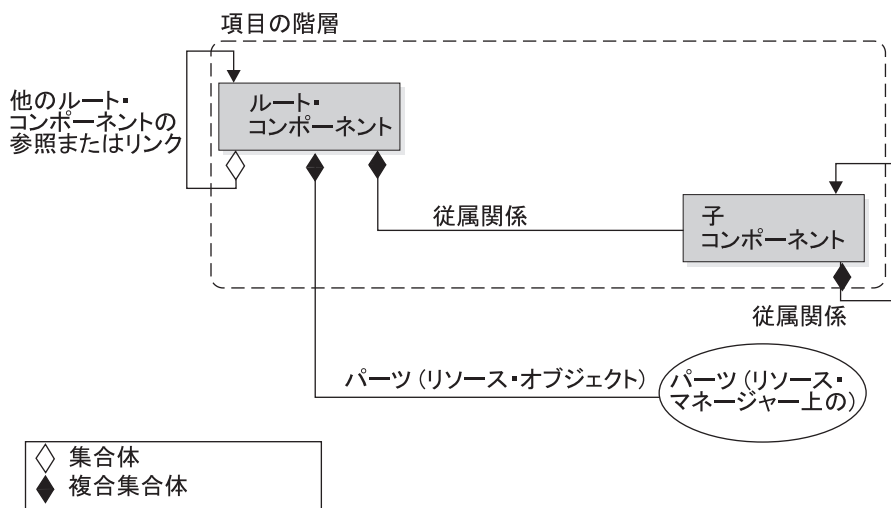 項目の階層
他のルート・
コンポーネントの
参照またはリンク
ルート・
コンポーネント
従属関係
子
コンポーネント
従属関係
パーツ（リソース・オブジェクト）
パーツ（リソース・
マネージャー上の）
集合体
複合集合体